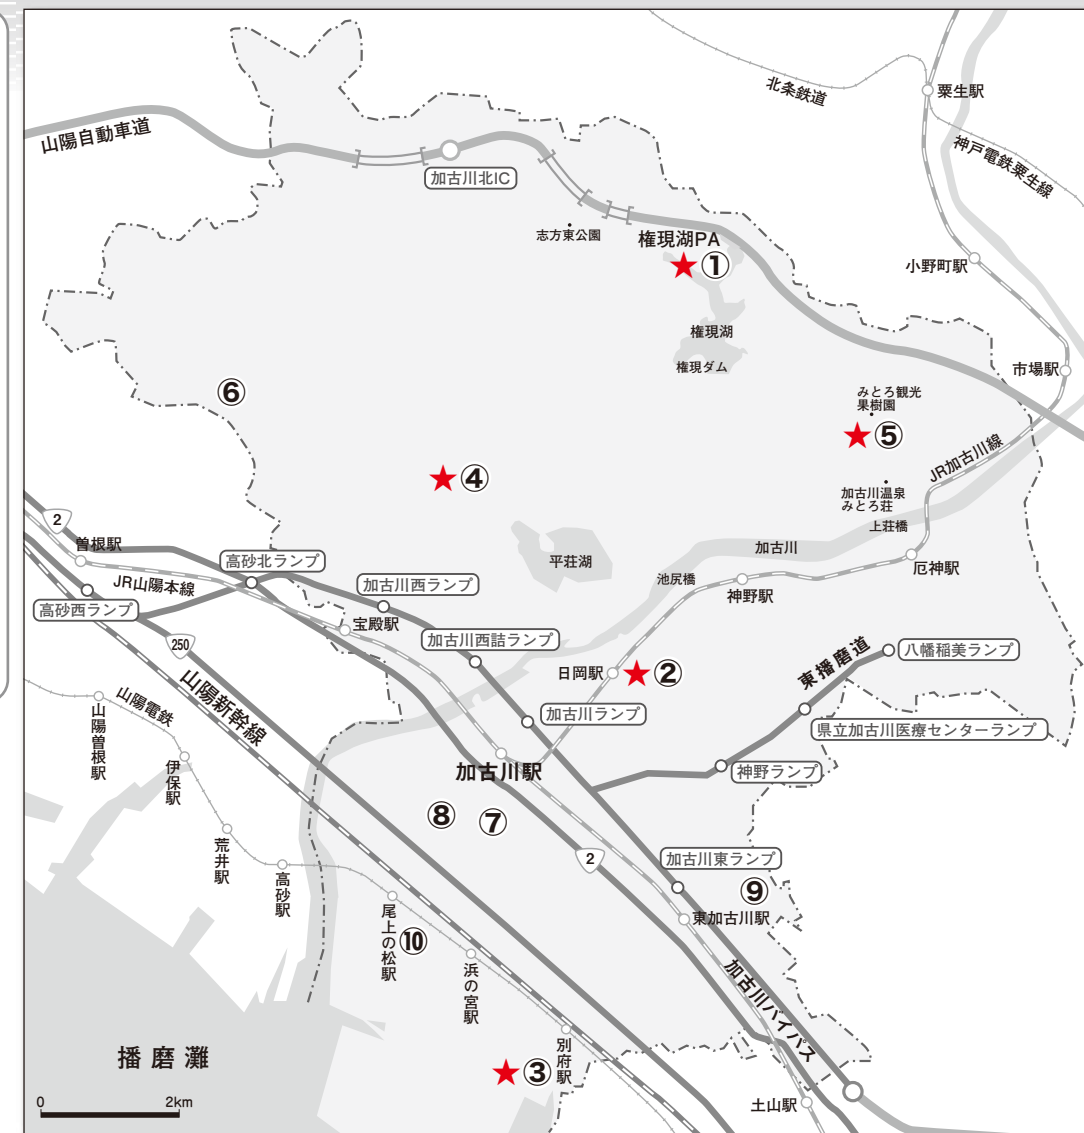 北条鉄道
粟生駅
山陽自動車道
神戸電鉄粟生線
加古川北IC
志方東公園
権現湖PA
①
小野町駅
権現湖
権現ダム
市場駅
⑥
みとろ観光
果樹園
⑤
④
JR加古川線
加古川温泉
みとろ荘
上荘橋
2
曽根駅
高砂北ランプ
平荘湖
加古川
厄神駅
JR山陽本線
加古川西ランプ
池尻橋
神野駅
高砂西ランプ
宝殿駅
250
加古川西詰ランプ
八幡稲美ランプ
日岡駅
②
東播磨道
山陽新幹線
山陽電鉄
山陽曽根駅
加古川ランプ
県立加古川医療センターランプ
伊保駅
加古川駅
神野ランプ
⑧
⑦
荒井駅
2
加古川東ランプ
高砂駅
⑨
東加古川駅
尾上の松駅
⑩
浜の宮駅
加古川バイパス
播磨灘
③
別府駅
土山駅
0
2km